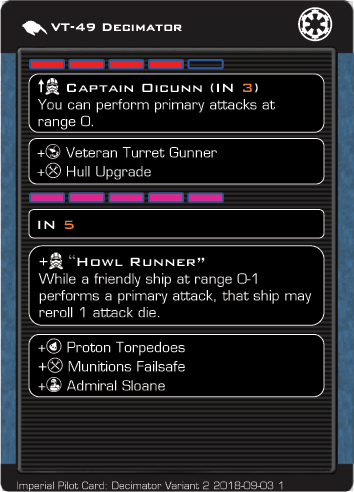 VT-49 Decimator
Captain Oicunn (IN 3)
You can perform primary attacks at
range 0.
+ Veteran Turret Gunner
+ Hull Upgrade
IN 5
+ “Howl Runner”
While a friendly ship at range 0-1
performs a primary attack, that ship may
reroll 1 attack die.
+ Proton Torpedoes
+ Munitions Failsafe
+ Admiral Sloane
Imperial Pilot Card: Decimator Variant 2 2018-09-03 1